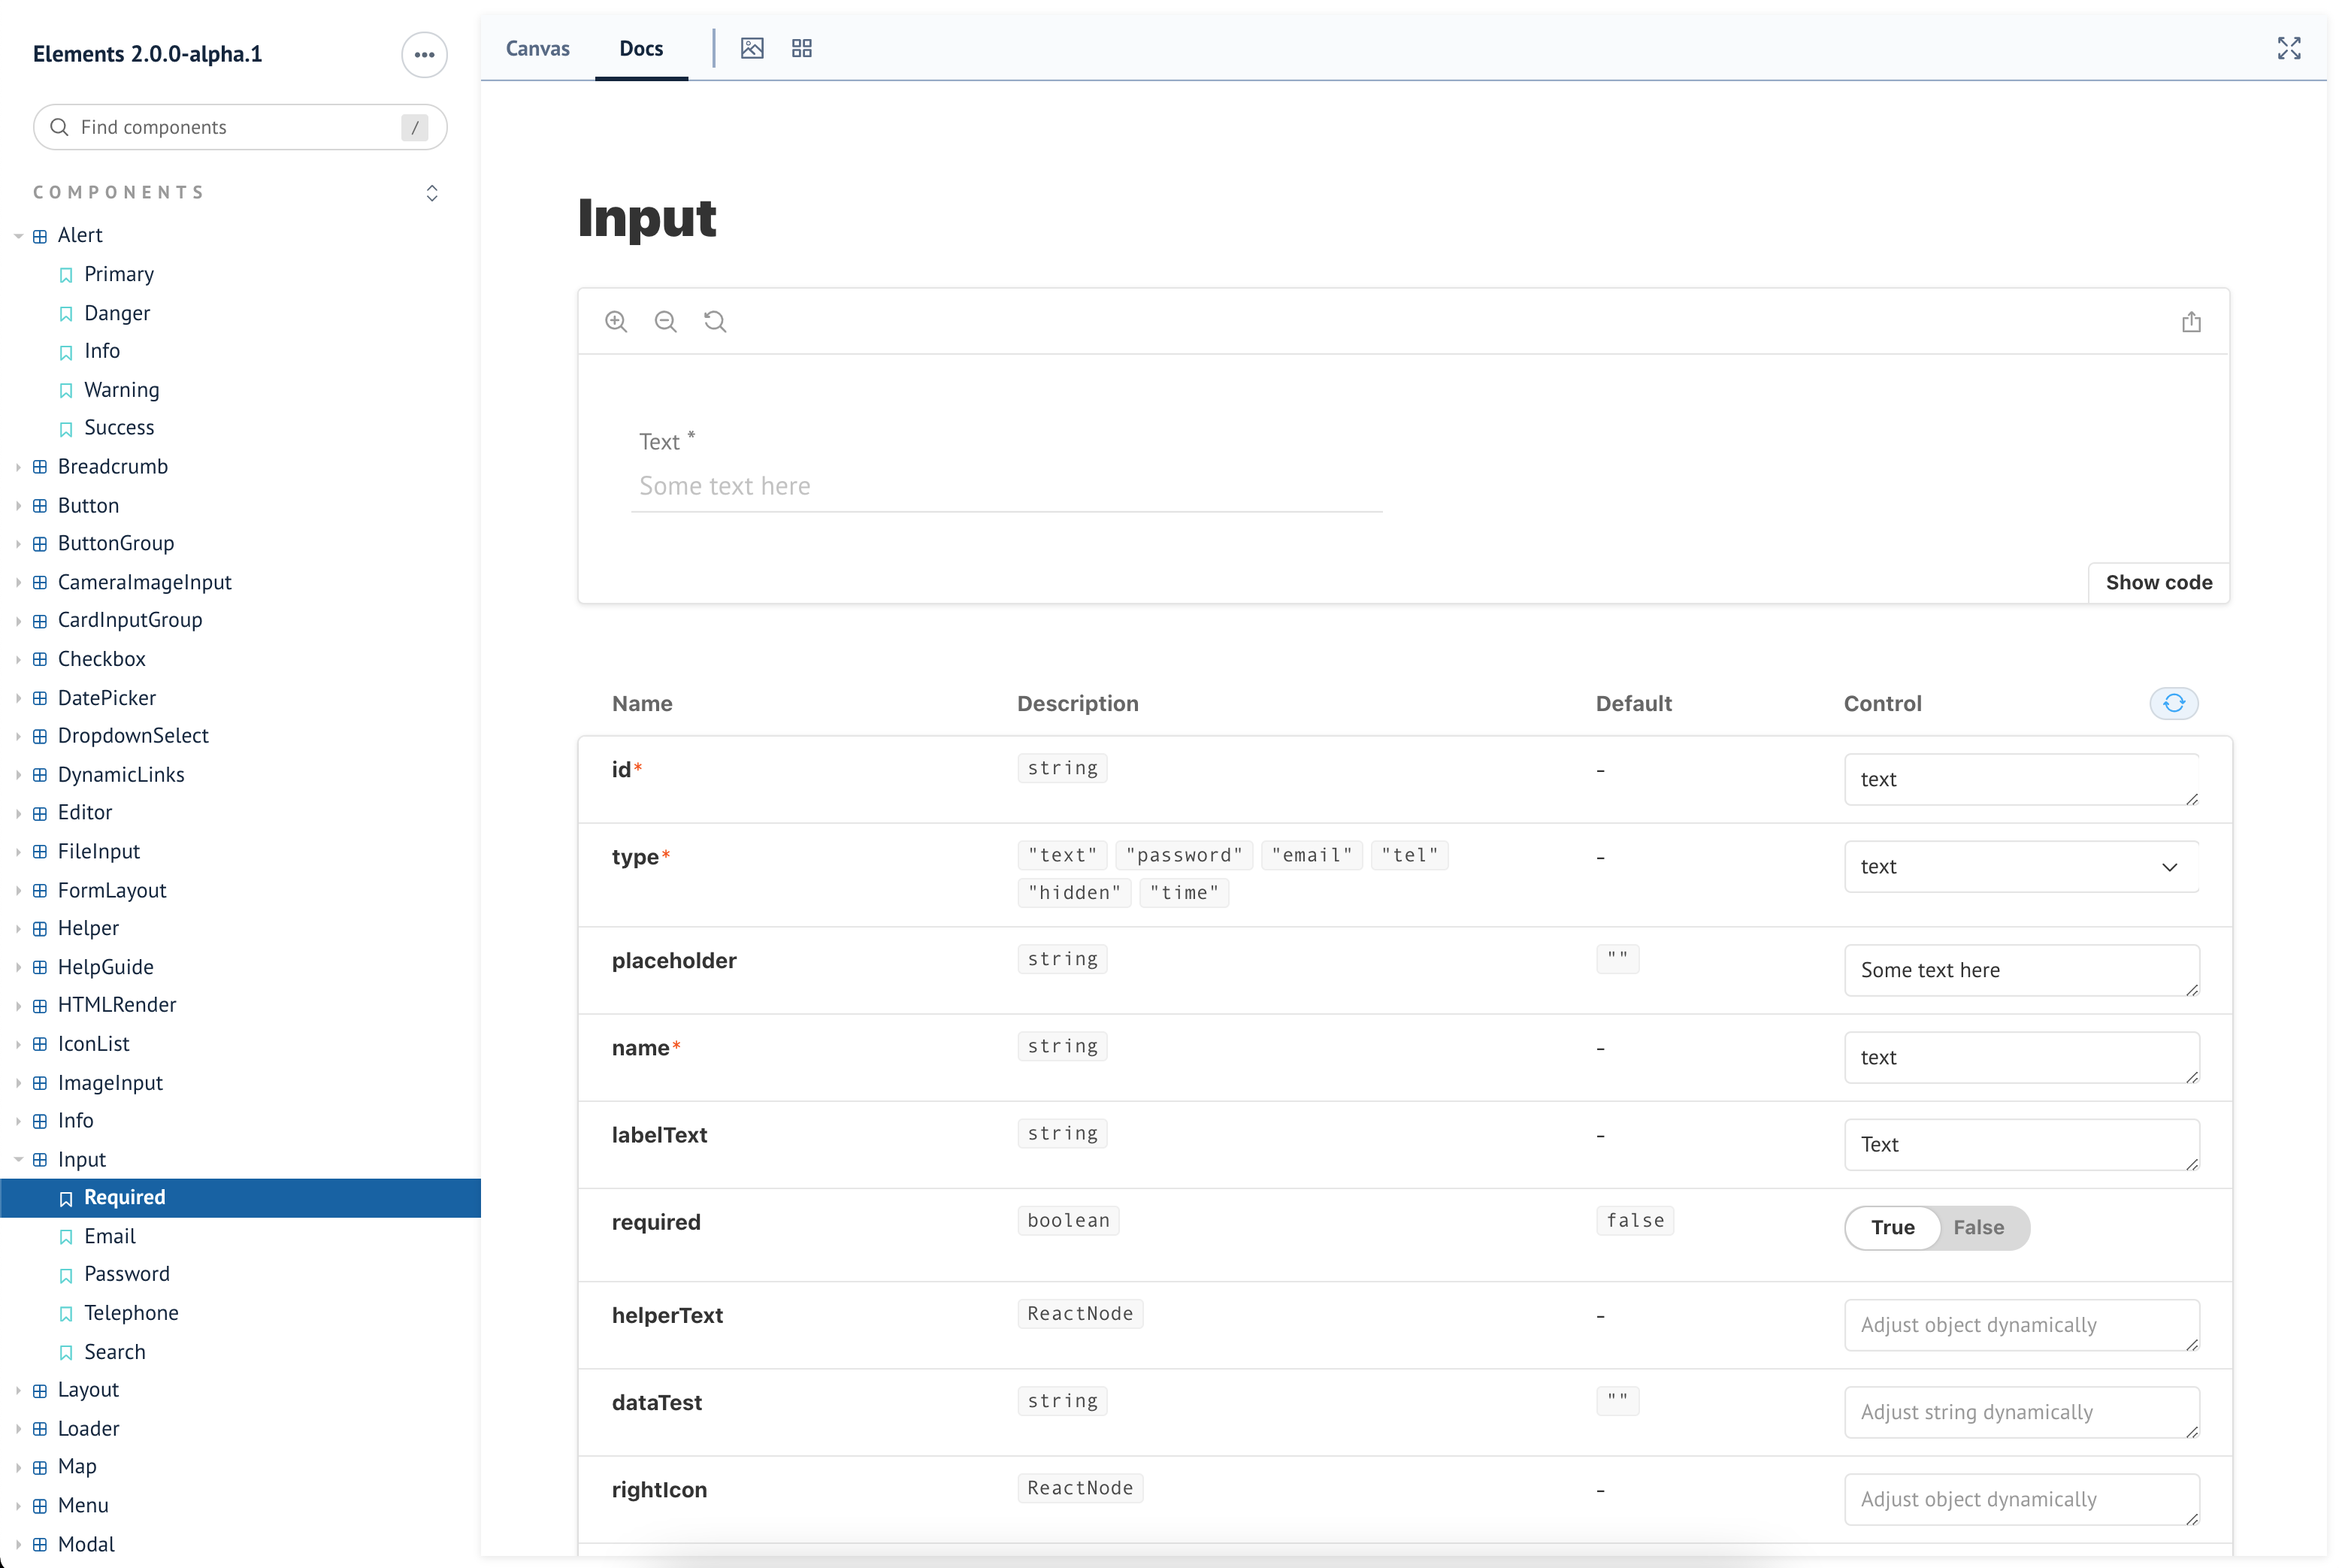 Elements 2.0.0-alpha.1
Find components
/
COMPONENTS
Alert
Primary
Danger
Info
Warning
Success
Breadcrumb
Button
ButtonGroup
CameraImageInput
CardInputGroup
Checkbox
DatePicker
DropdownSelect
DynamicLinks
Editor
FileInput
FormLayout
Helper
HelpGuide
HTMLRender
IconList
ImageInput
Info
Input
Required
Email
Password
Telephone
Search
Layout
Loader
Map
Menu
Modal
Canvas Docs
Input
Text *
Some text here
Show code
Name Description Default Control
id* string - text
type* "text" "password" "email" "tel" - text
"hidden" "time"
placeholder string "" Some text here
name* string - text
labelText string - Text
required boolean false True False
helperText ReactNode - Adjust object dynamically
dataTest string "" Adjust string dynamically
rightIcon ReactNode - Adjust object dynamically